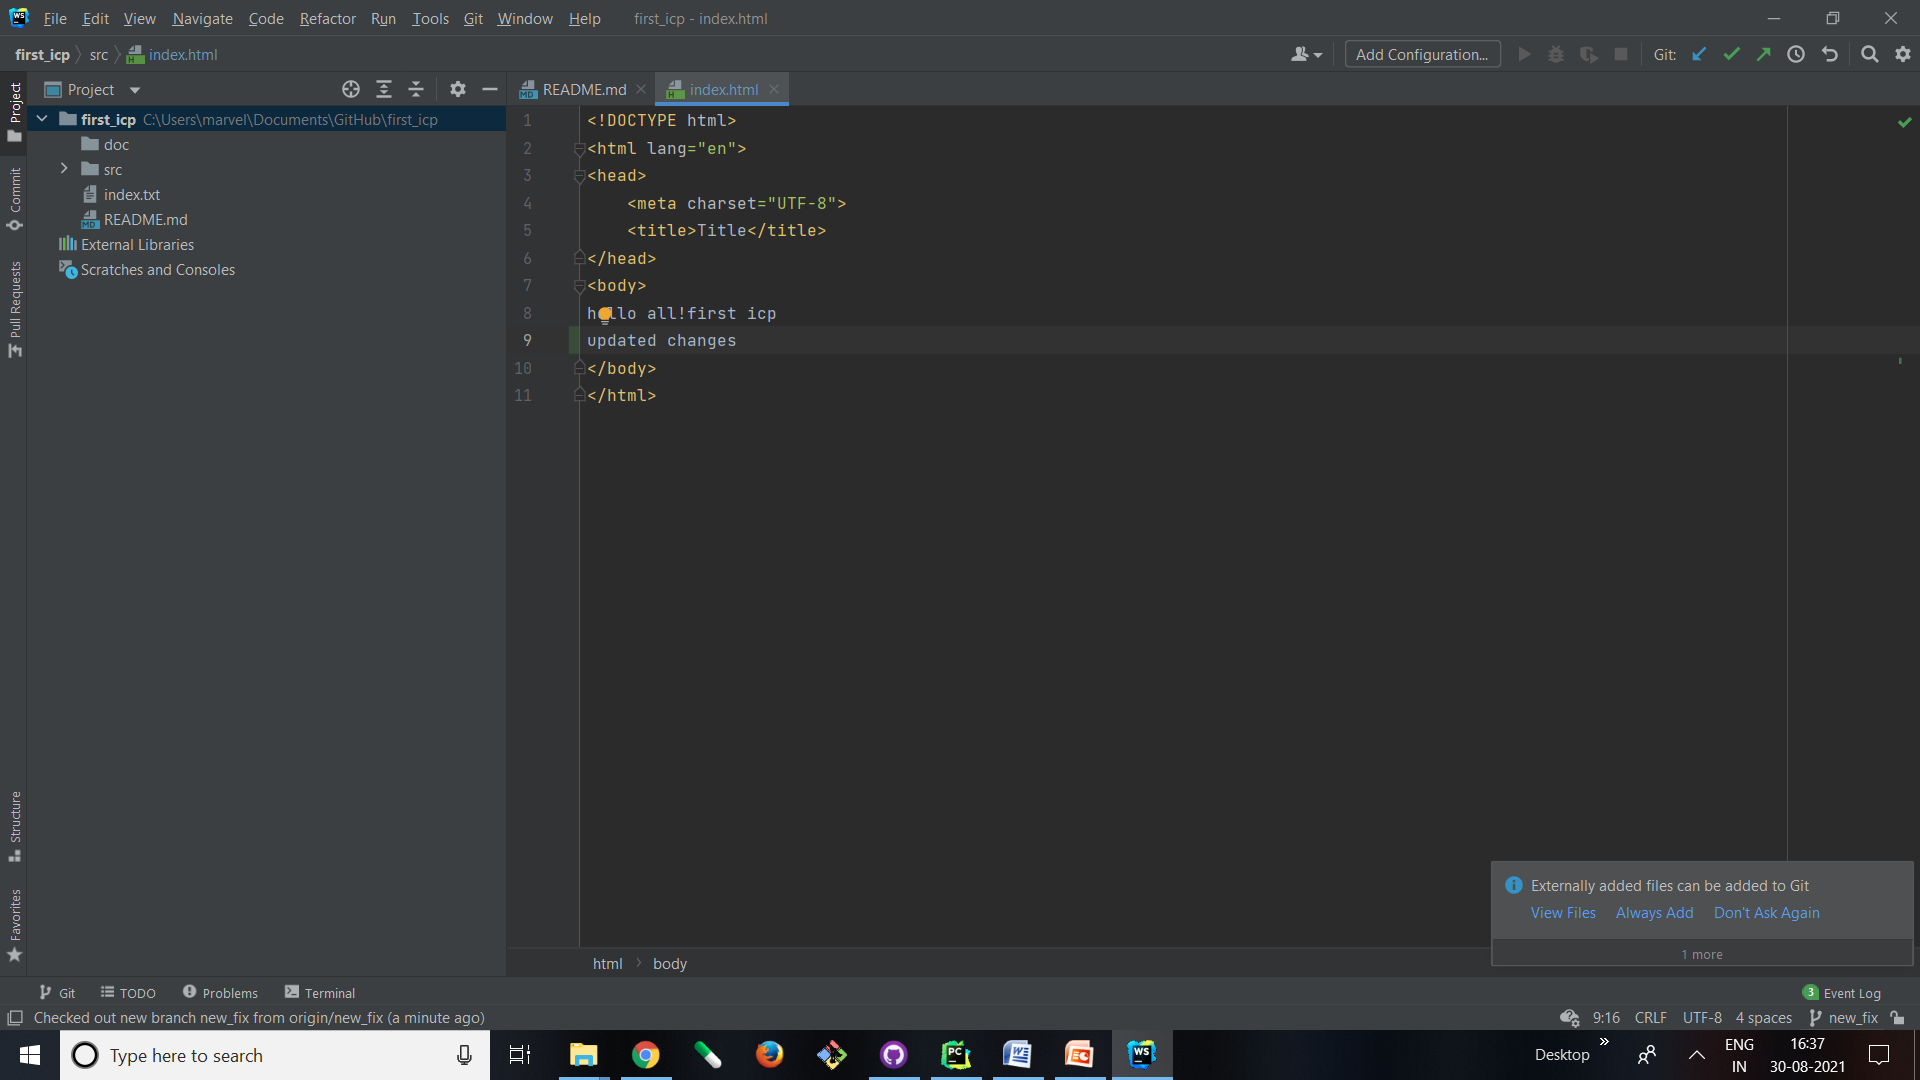 File Edit View Navigate Code Refactor Run Tools Git Window Help first_icp - index.html
first_icp src index.html Add Configuration... Git:
Project README.md index.html
Project
Commit
Pull Requests
Structure
Favorites
first_icp C:\Users\marvel\Documents\GitHub\first_icp
doc
src
index.txt
README.md
External Libraries
Scratches and Consoles
1 <!DOCTYPE html>
2 <html lang="en">
3 <head>
4 <meta charset="UTF-8">
5 <title>Title</title>
6 </head>
7 <body>
8 hello all!first icp
9 updated changes
10 </body>
11 </html>
Externally added files can be added to Git
View Files Always Add Don't Ask Again
1 more
html body
Git TODO Problems Terminal 3 Event Log
Checked out new branch new_fix from origin/new_fix (a minute ago) 9:16 CRLF UTF-8 4 spaces new_fix
Type here to search Desktop
ENG 16:37
IN 30-08-2021